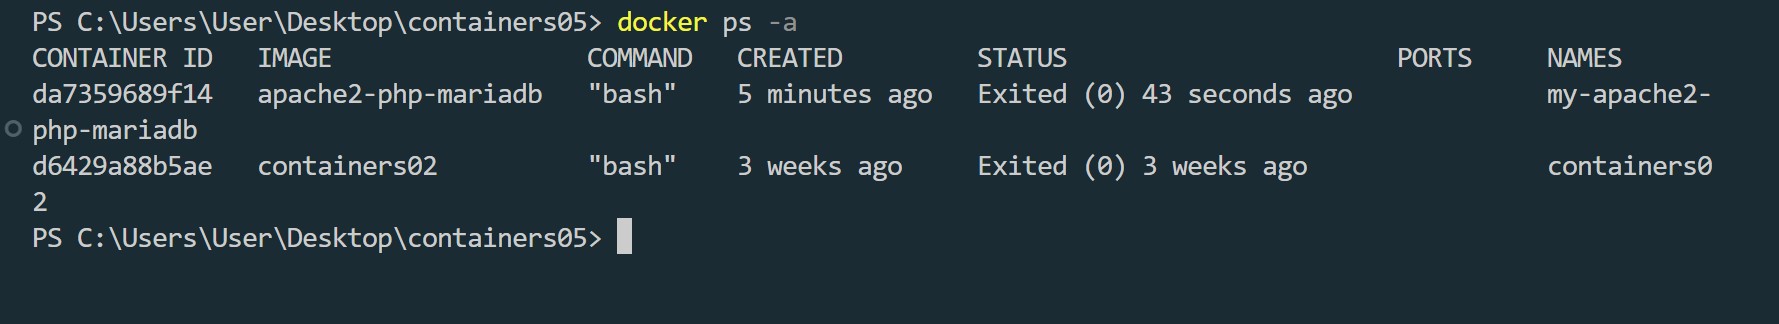 PS C:\Users\User\Desktop\containers05> docker ps -a
CONTAINER ID   IMAGE                 COMMAND   CREATED         STATUS                      PORTS     NAMES
da7359689f14   apache2-php-mariadb   "bash"    5 minutes ago   Exited (0) 43 seconds ago             my-apache2-
php-mariadb
d6429a88b5ae   containers02          "bash"    3 weeks ago     Exited (0) 3 weeks ago                containers0
2
PS C:\Users\User\Desktop\containers05>